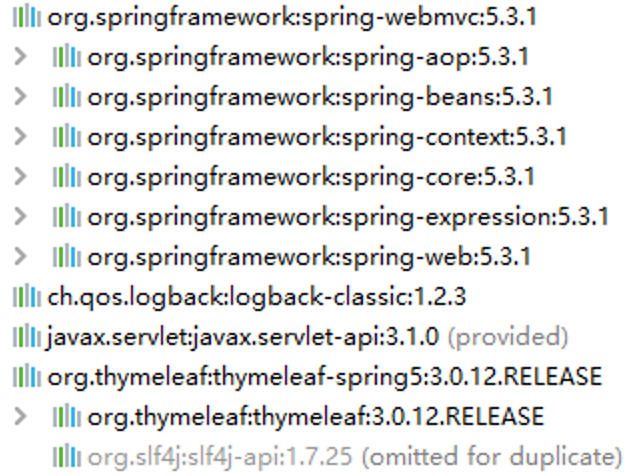 org.springframework:spring-webmvc:5.3.1
org.springframework:spring-aop:5.3.1
org.springframework:spring-beans:5.3.1
org.springframework:spring-context:5.3.1
org.springframework:spring-core:5.3.1
org.springframework:spring-expression:5.3.1
org.springframework:spring-web:5.3.1
ch.qos.logback:logback-classic:1.2.3
javax.servlet:javax.servlet-api:3.1.0 (provided)
org.thymeleaf:thymeleaf-spring5:3.0.12.RELEASE
org.thymeleaf:thymeleaf:3.0.12.RELEASE
org.slf4j:slf4j-api:1.7.25 (omitted for duplicate)